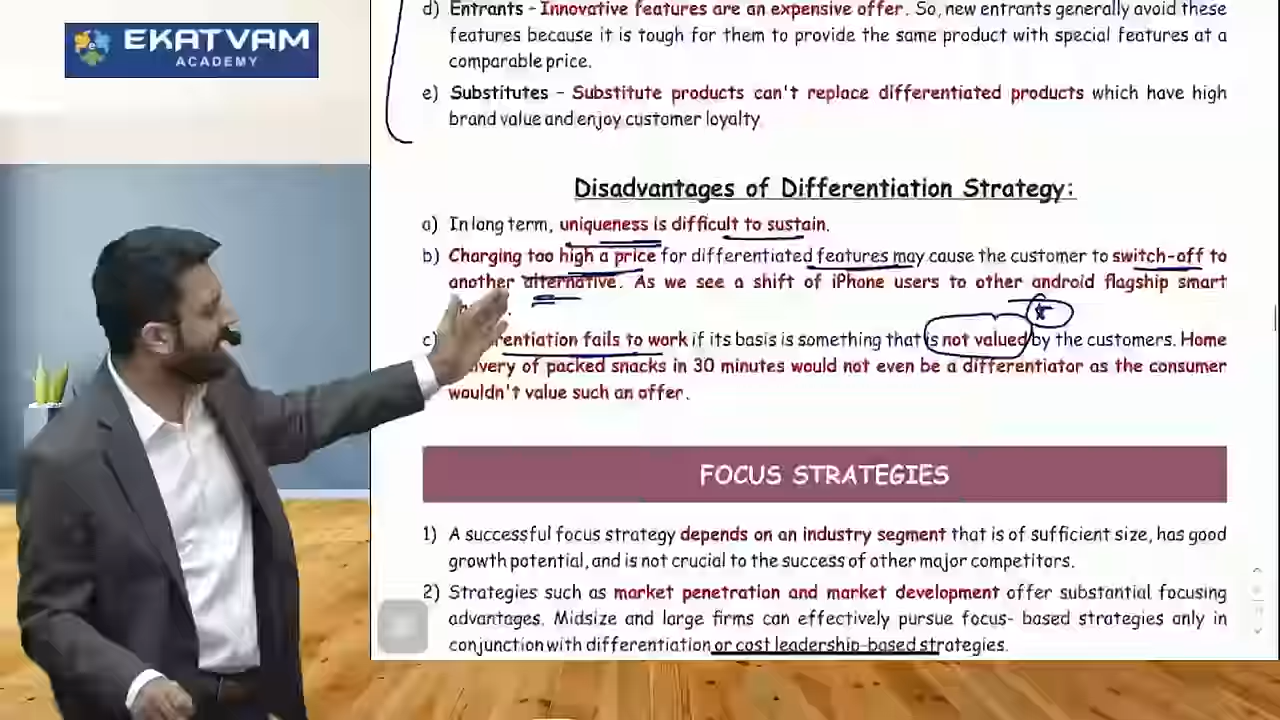 EKATVAM
ACADEMY
d) Entrants - Innovative features are an expensive offer. So, new entrants generally avoid these
features because it is tough for them to provide the same product with special features at a
comparable price.
e) Substitutes - Substitute products can't replace differentiated products which have high
brand value and enjoy customer loyalty.
Disadvantages of Differentiation Strategy:
a) In long term, uniqueness is difficult to sustain.
b) Charging too high a price for differentiated features may cause the customer to switch-off to
another alternative. As we see a shift of iPhone users to other android flagship smart
c) fails to work if its basis is something that is not valued by the customers. Home
of packed snacks in 30 minutes would not even be a differentiator as the consumer
wouldn't value such an offer.
FOCUS STRATEGIES
1) A successful focus strategy depends on an industry segment that is of sufficient size, has good
growth potential, and is not crucial to the success of other major competitors.
2) Strategies such as market penetration and market development offer substantial focusing
advantages. Midsize and large firms can effectively pursue focus- based strategies only in
conjunction with differentiation or cost leadership-based strategies.